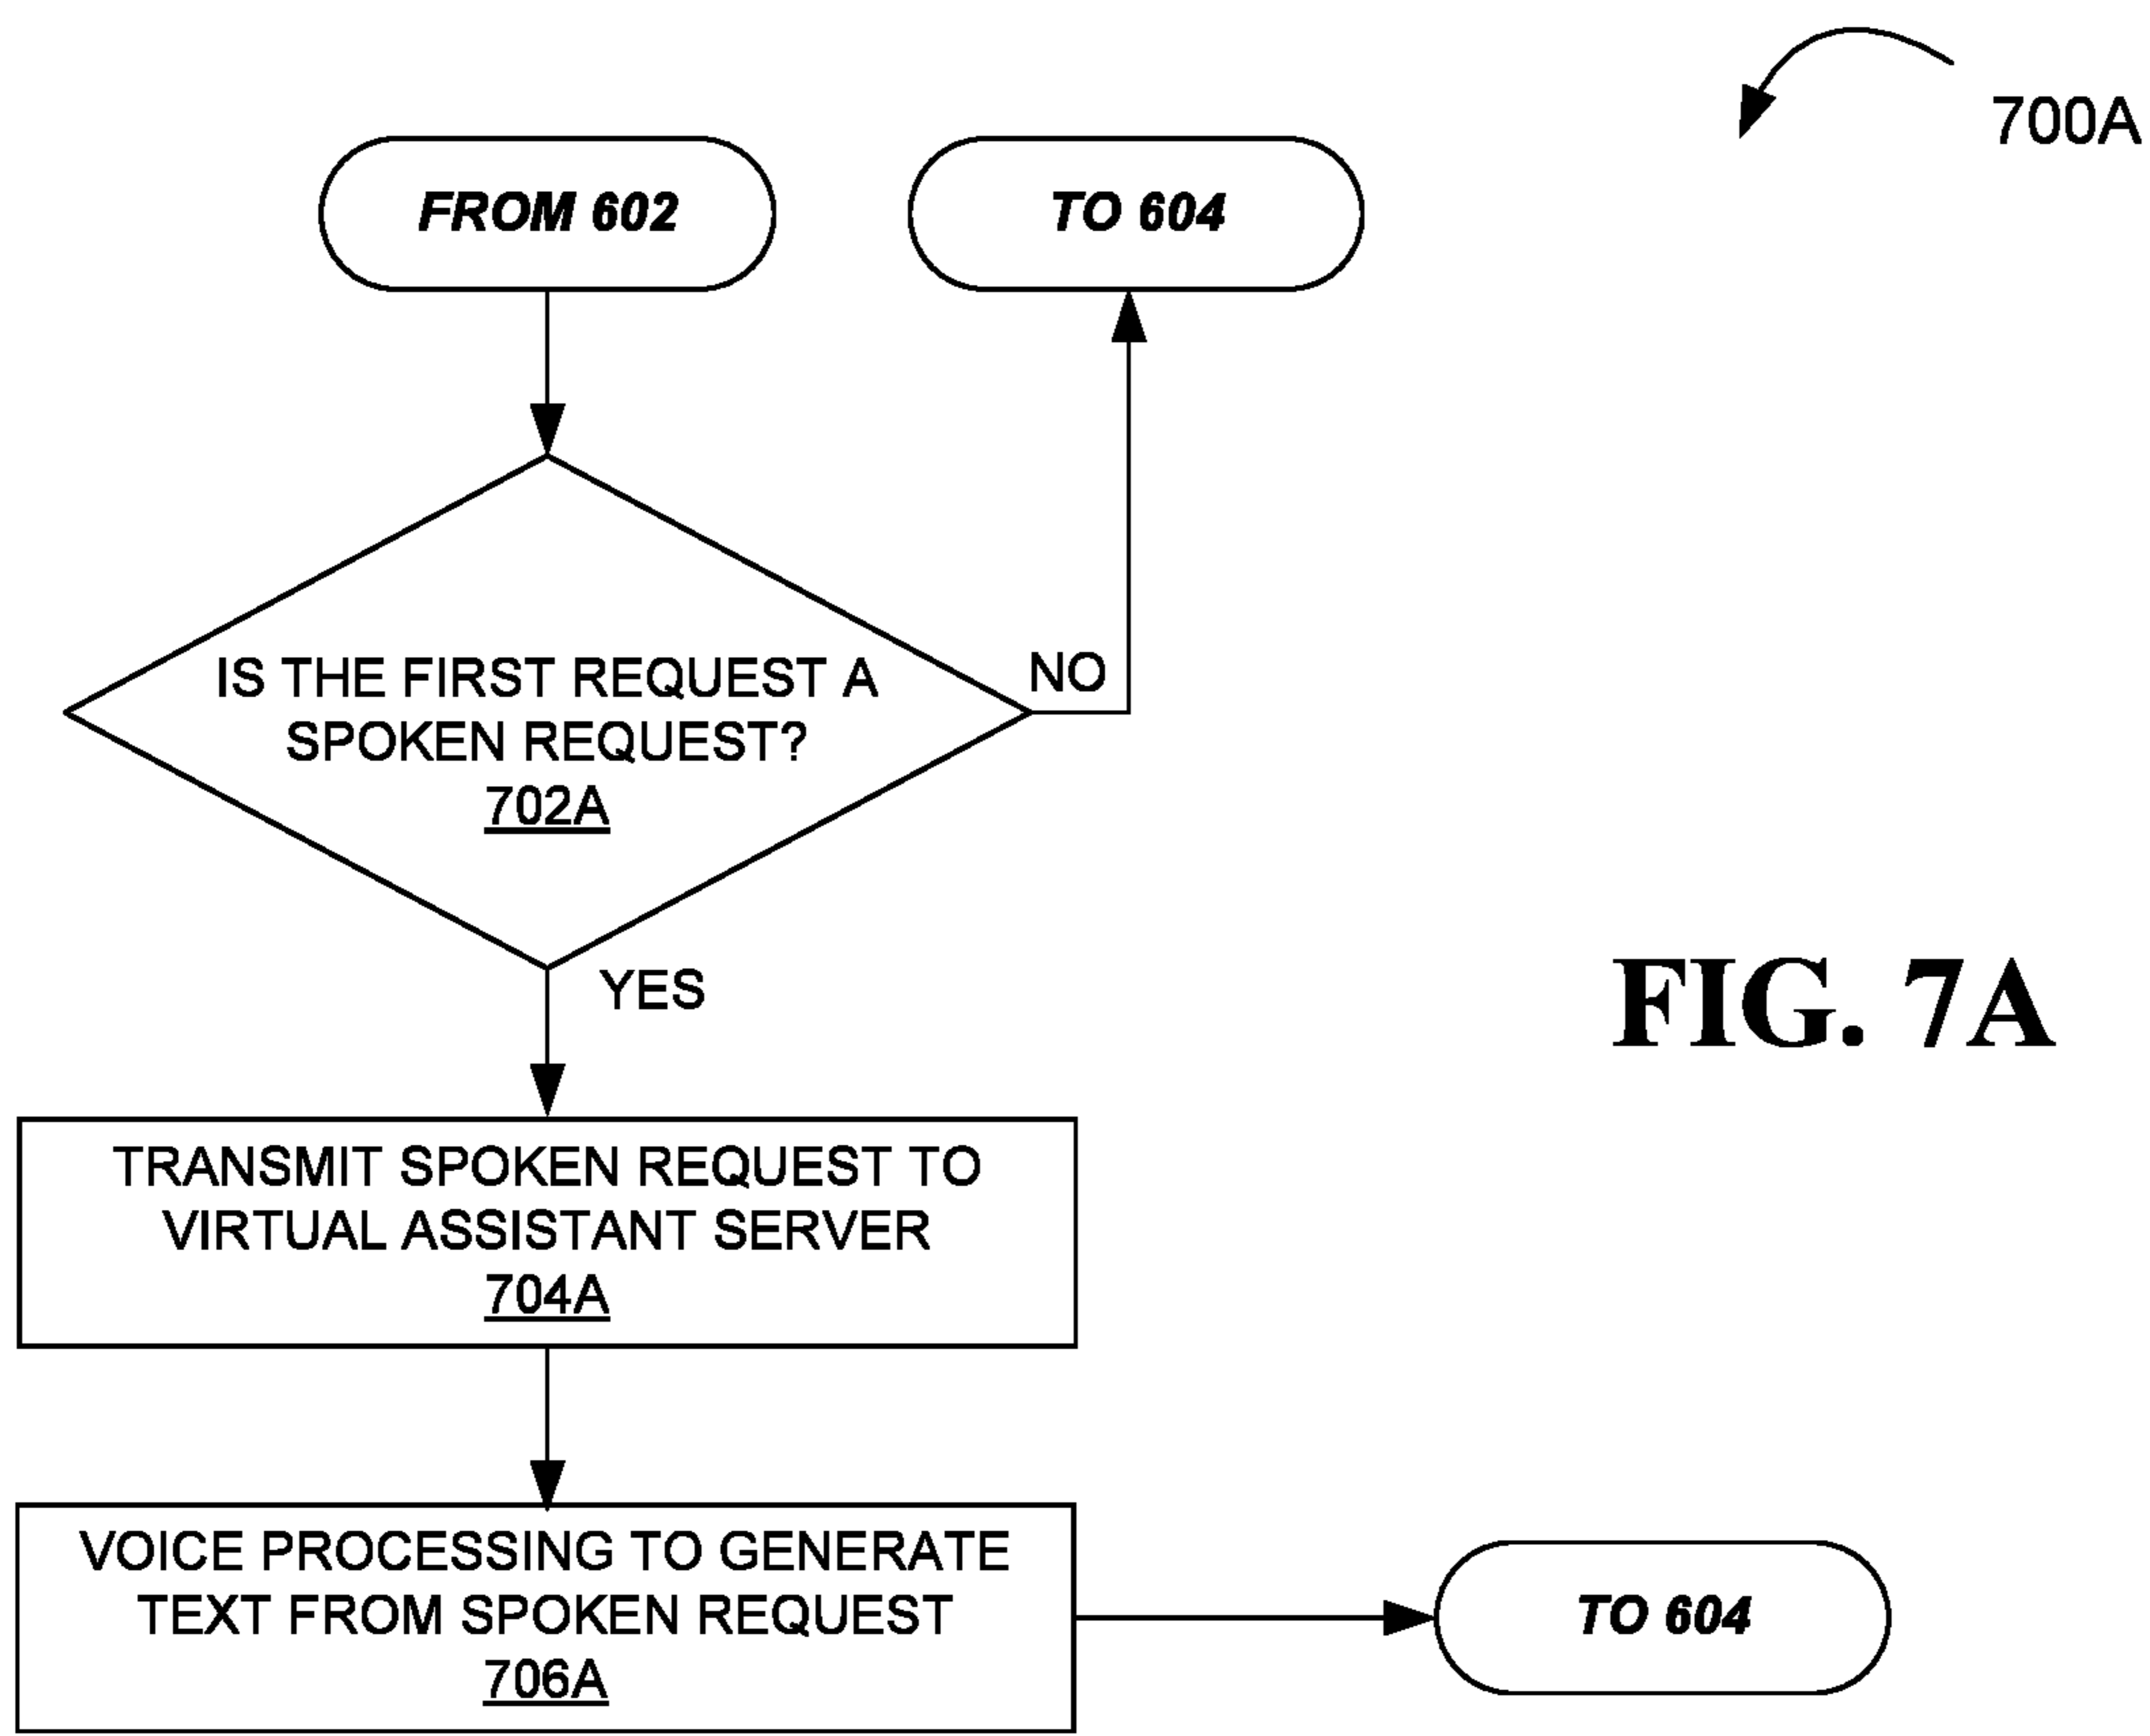 700A
FROM 602
TO 604
IS THE FIRST REQUEST A
SPOKEN REQUEST?
702A
NO
YES
FIG. 7A
TRANSMIT SPOKEN REQUEST TO
VIRTUAL ASSISTANT SERVER
704A
VOICE PROCESSING TO GENERATE
TEXT FROM SPOKEN REQUEST
706A
TO 604